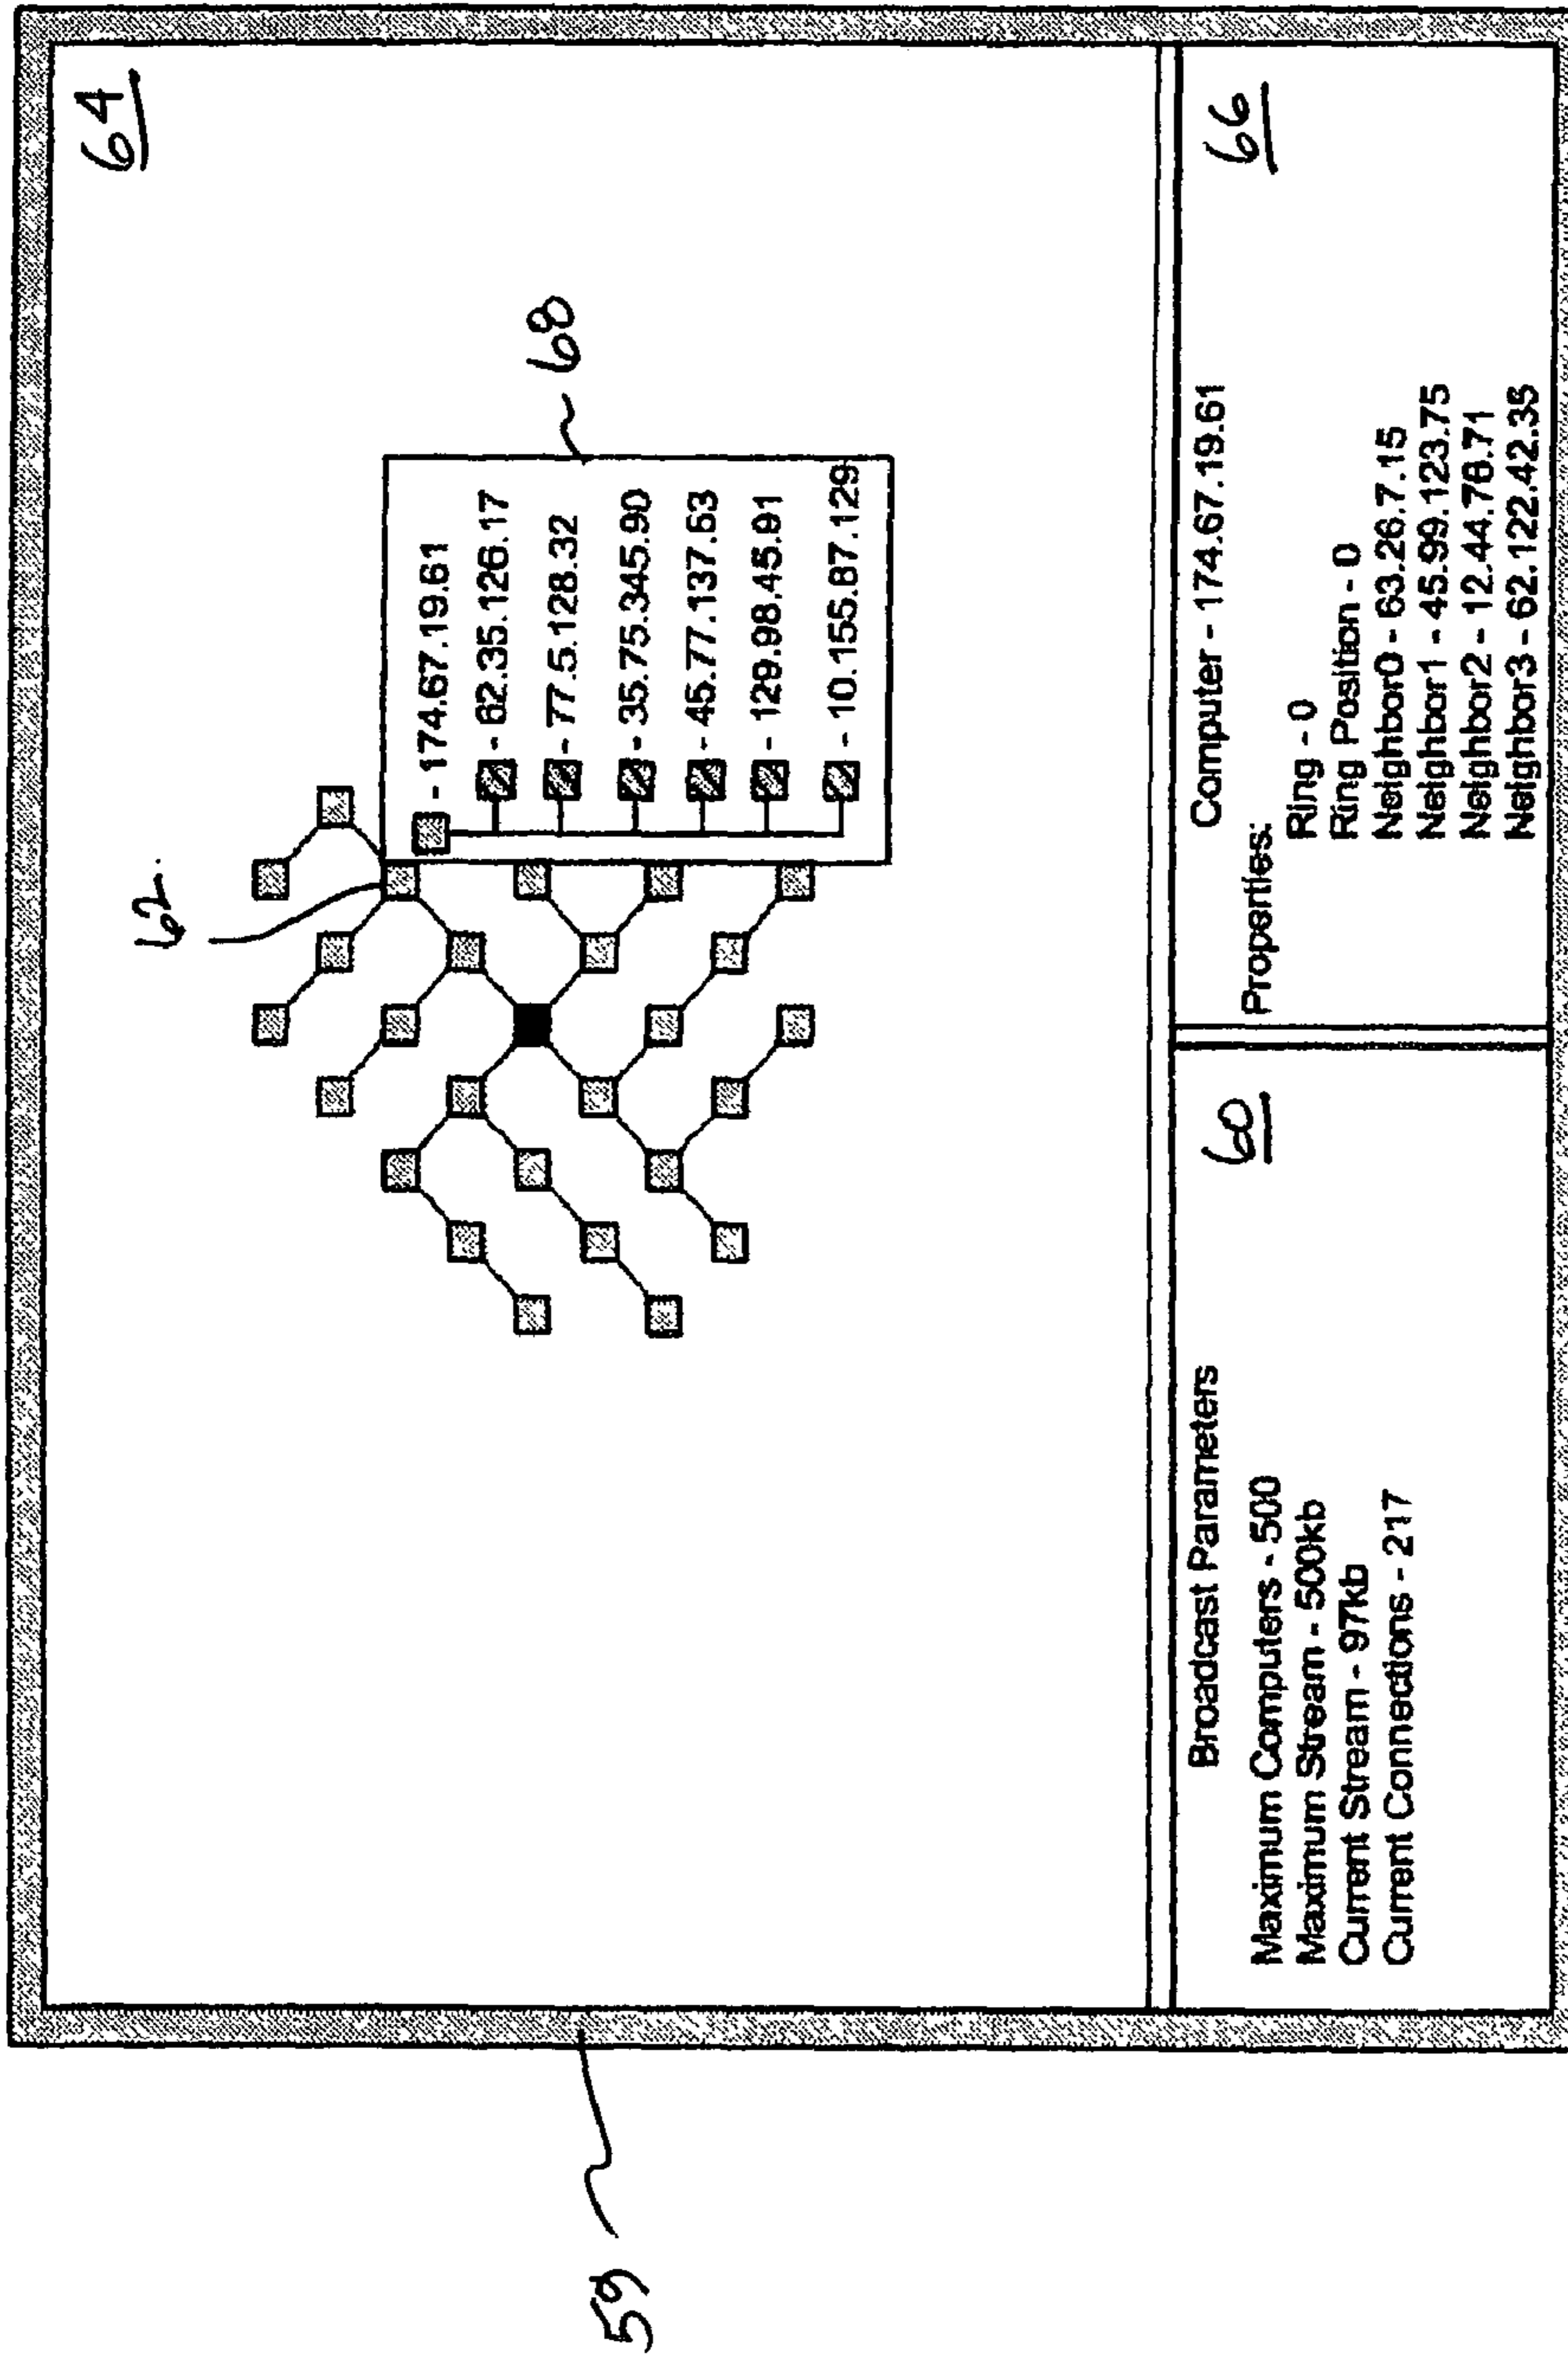 64
62
68
- 174.67.19.61
- 62.35.126.17
- 77.5.128.32
- 35.75.345.90
- 45.77.137.53
- 129.98.45.91
- 10.155.87.129
59
Broadcast Parameters
60
Maximum Computers - 500
Maximum Stream - 500kb
Current Stream - 97kb
Current Connections - 217
Computer - 174.67.19.61
66
Properties:
Ring - 0
Ring Position - 0
Neighbor0 - 63.26.7.15
Neighbor1 - 45.99.123.75
Neighbor2 - 12.44.76.71
Neighbor3 - 62.122.42.35